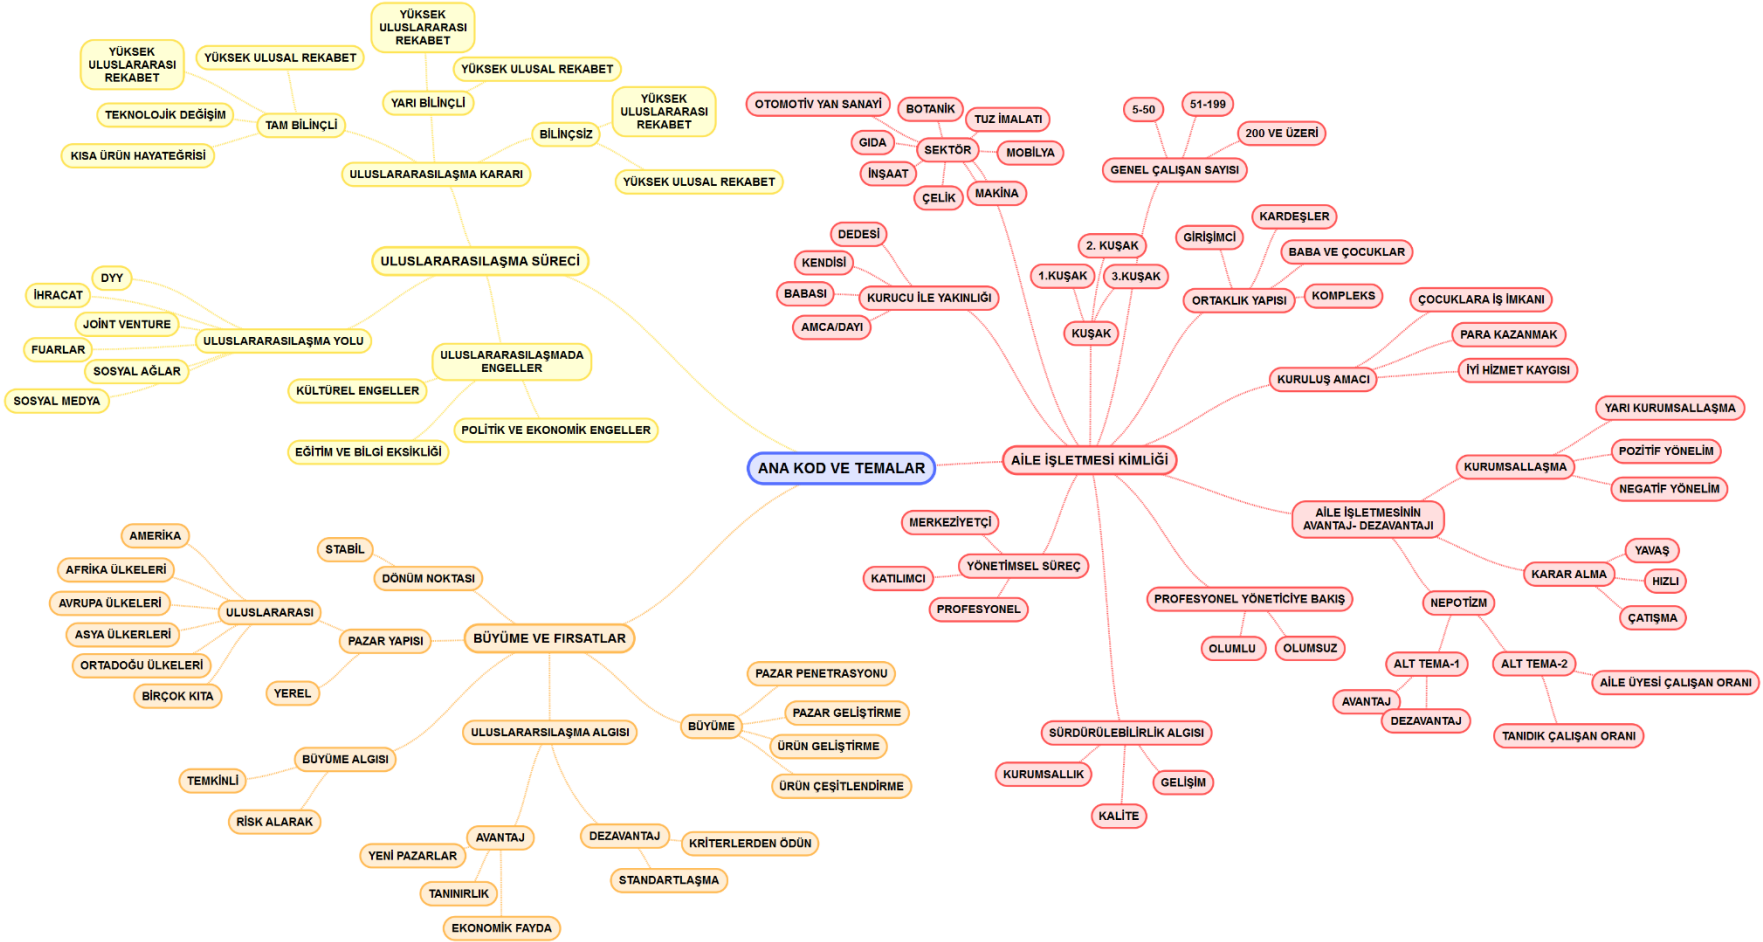 YÜKSEK
ULUSLARARASI
REKABET
YÜKSEK ULUSAL REKABET
TEKNOLOJİK DEĞİŞİM
KISA ÜRÜN HAYATEĞRİSİ
TAM BİLİNÇLİ
YÜKSEK
ULUSLARARASI
REKABET
YÜKSEK ULUSAL REKABET
YARI BİLİNÇLİ
YÜKSEK
ULUSLARARASI
REKABET
BİLİNÇSİZ
YÜKSEK ULUSAL REKABET
ULUSLARARASILAŞMA KARARI
ULUSLARARASILAŞMA SÜRECİ
DYY
İHRACAT
JOİNT VENTURE
FUARLAR
SOSYAL AĞLAR
SOSYAL MEDYA
ULUSLARARASILAŞMA YOLU
ULUSLARARASILAŞMADA
ENGELLER
KÜLTÜREL ENGELLER
EĞİTİM VE BİLGİ EKSİKLİĞİ
POLİTİK VE EKONOMİK ENGELLER
ANA KOD VE TEMALAR
AİLE İŞLETMESİ KİMLİĞİ
OTOMOTİV YAN SANAYİ
BOTANİK
TUZ İMALATI
GIDA
SEKTÖR
MOBİLYA
İNŞAAT
ÇELİK
MAKİNA
5-50
51-199
200 VE ÜZERİ
GENEL ÇALIŞAN SAYISI
DEDESİ
KENDİSİ
BABASI
AMCA/DAYI
KURUCU İLE YAKINLIĞI
2. KUŞAK
1.KUŞAK
3.KUŞAK
KUŞAK
KARDEŞLER
GİRİŞİMCİ
BABA VE ÇOCUKLAR
KOMPLEKS
ORTAKLIK YAPISI
ÇOCUKLARA İŞ İMKANI
PARA KAZANMAK
İYİ HİZMET KAYGISI
KURULUŞ AMACI
YARI KURUMSALLAŞMA
POZİTİF YÖNELİM
NEGATİF YÖNELİM
KURUMSALLAŞMA
AİLE İŞLETMESİNİN
AVANTAJ- DEZAVANTAJI
KARAR ALMA
YAVAŞ
HIZLI
ÇATIŞMA
NEPOTİZM
ALT TEMA-1
AVANTAJ
DEZAVANTAJ
ALT TEMA-2
AİLE ÜYESİ ÇALIŞAN ORANI
TANIDIK ÇALIŞAN ORANI
MERKEZİYETÇİ
YÖNETİMSEL SÜREÇ
KATILIMCI
PROFESYONEL
PROFESYONEL YÖNETİCİYE BAKIŞ
OLUMLU
OLUMSUZ
SÜRDÜRÜLEBİLİRLİK ALGISI
KURUMSALLIK
GELİŞİM
KALİTE
BÜYÜME VE FIRSATLAR
STABİL
DÖNÜM NOKTASI
AMERİKA
AFRİKA ÜLKELERİ
AVRUPA ÜLKELERİ
ASYA ÜLKERLERİ
ORTADOĞU ÜLKELERİ
BİRÇOK KITA
ULUSLARARASI
PAZAR YAPISI
YEREL
BÜYÜME ALGISI
TEMKİNLİ
RİSK ALARAK
ULUSLARARSILAŞMA ALGISI
AVANTAJ
YENİ PAZARLAR
TANINIRLIK
EKONOMİK FAYDA
DEZAVANTAJ
KRİTERLERDEN ÖDÜN
STANDARTLAŞMA
BÜYÜME
PAZAR PENETRASYONU
PAZAR GELİŞTİRME
ÜRÜN GELİŞTİRME
ÜRÜN ÇEŞİTLENDİRME